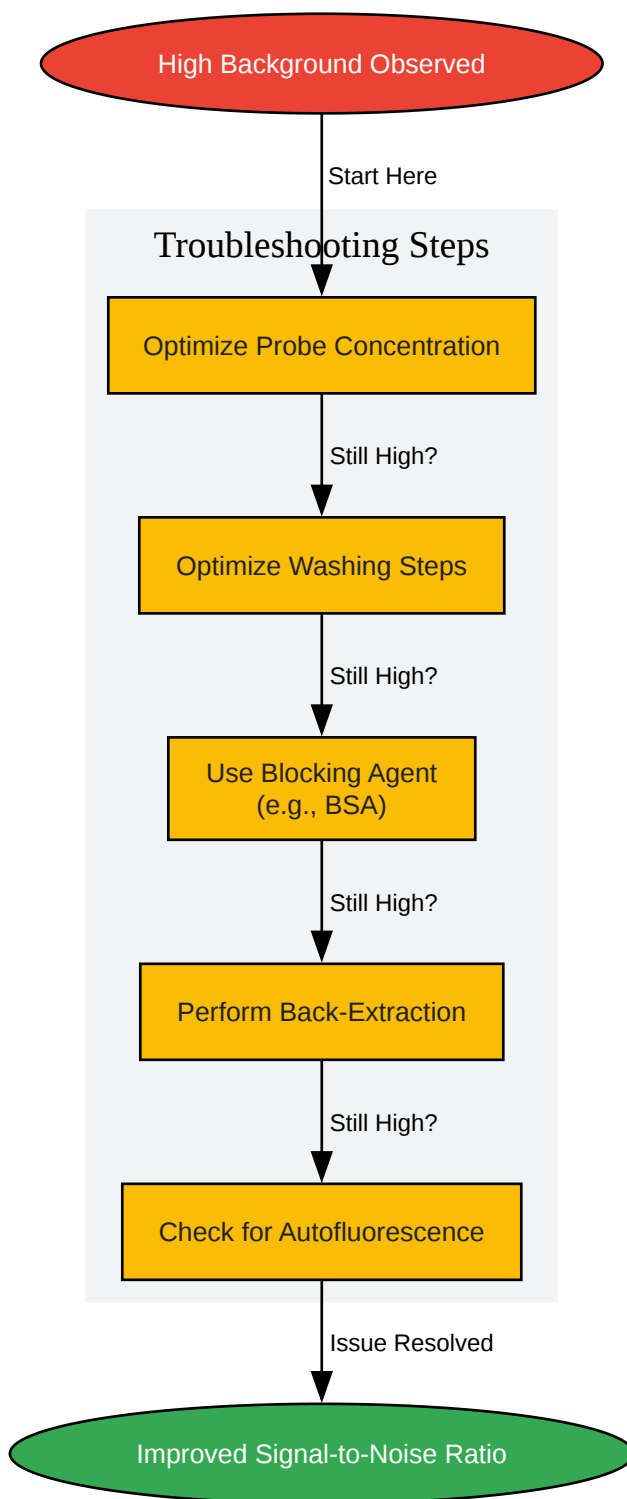 High Background Observed
Start Here
Troubleshooting Steps
Optimize Probe Concentration
Still High?
Optimize Washing Steps
Still High?
Use Blocking Agent
(e.g., BSA)
Still High?
Perform Back-Extraction
Still High?
Check for Autofluorescence
Issue Resolved
Improved Signal-to-Noise Ratio